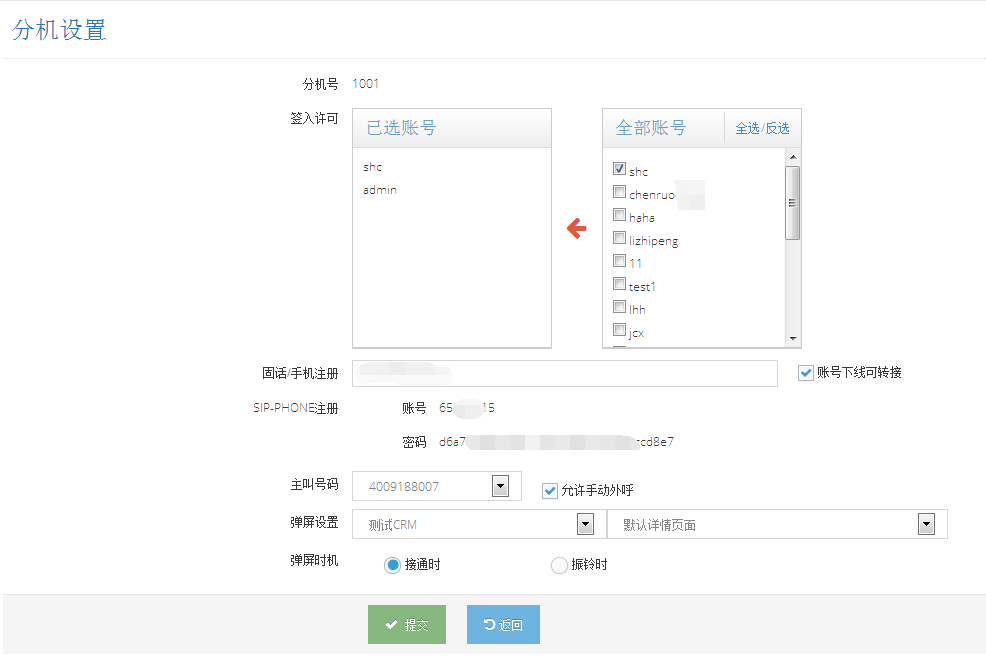 分机设置
分机号 1001
签入许可
已选账号
shc
admin
全部账号 全选/反选
shc
chenruo
haha
lizhipeng
11
test1
lhh
jcx
固话/手机注册 账号下线可转接
SIP-PHONE注册 账号 65 15
密码 d6a7 cd8e7
主叫号码 4009188007 允许手动外呼
弹屏设置 测试CRM 默认详情页面
弹屏时机 接通时 振铃时
提交 返回